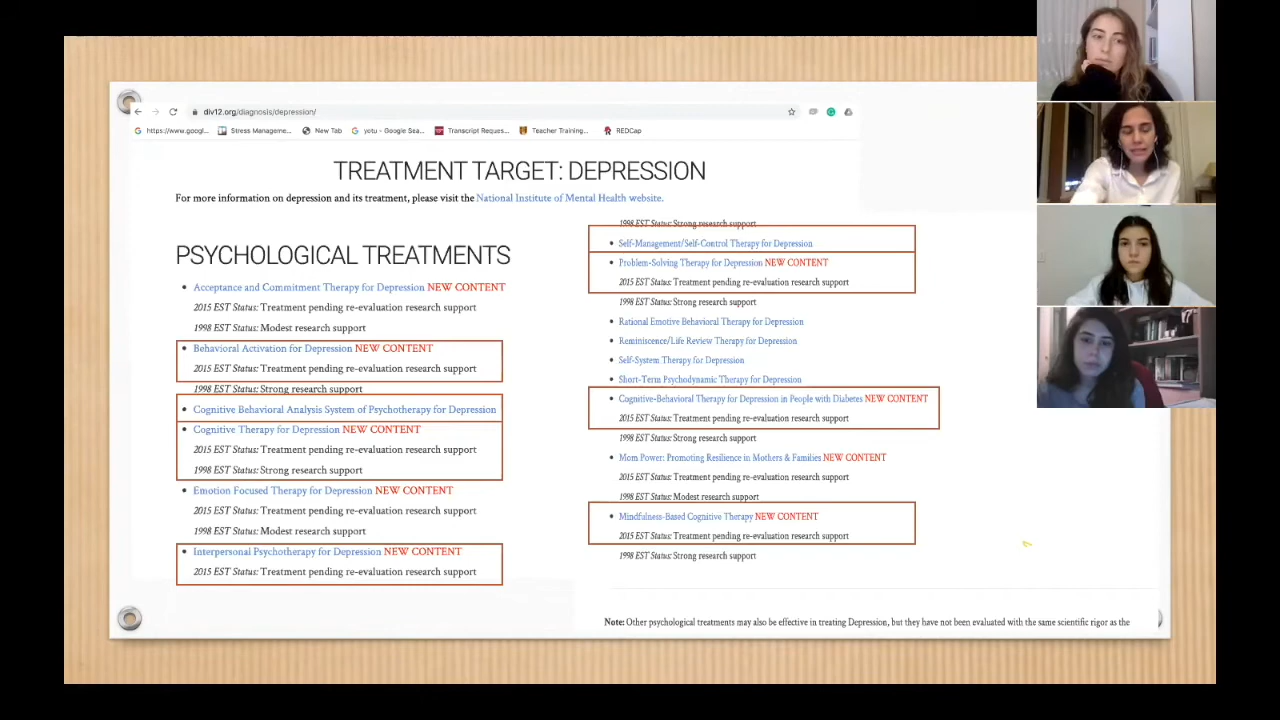 div12.org/diagnosis/depression/
https://www.googl... Stress Manageme... New Tab yotu - Google Sea... Transcript Reques... Teacher Training... REDCap
TREATMENT TARGET: DEPRESSION
For more information on depression and its treatment, please visit the National Institute of Mental Health website.
PSYCHOLOGICAL TREATMENTS
• Acceptance and Commitment Therapy for Depression NEW CONTENT
2015 EST Status: Treatment pending re-evaluation research support
1998 EST Status: Modest research support
• Behavioral Activation for Depression NEW CONTENT
2015 EST Status: Treatment pending re-evaluation research support
1998 EST Status: Strong research support
• Cognitive Behavioral Analysis System of Psychotherapy for Depression
• Cognitive Therapy for Depression NEW CONTENT
2015 EST Status: Treatment pending re-evaluation research support
1998 EST Status: Strong research support
• Emotion Focused Therapy for Depression NEW CONTENT
2015 EST Status: Treatment pending re-evaluation research support
1998 EST Status: Modest research support
• Interpersonal Psychotherapy for Depression NEW CONTENT
2015 EST Status: Treatment pending re-evaluation research support
1998 EST Status: Strong research support
• Self-Management/Self-Control Therapy for Depression
• Problem-Solving Therapy for Depression NEW CONTENT
2015 EST Status: Treatment pending re-evaluation research support
1998 EST Status: Strong research support
• Rational Emotive Behavioral Therapy for Depression
• Reminiscence/Life Review Therapy for Depression
• Self-System Therapy for Depression
• Short-Term Psychodynamic Therapy for Depression
• Cognitive-Behavioral Therapy for Depression in People with Diabetes NEW CONTENT
2015 EST Status: Treatment pending re-evaluation research support
1998 EST Status: Strong research support
• Mom Power: Promoting Resilience in Mothers & Families NEW CONTENT
2015 EST Status: Treatment pending re-evaluation research support
1998 EST Status: Modest research support
• Mindfulness-Based Cognitive Therapy NEW CONTENT
2015 EST Status: Treatment pending re-evaluation research support
1998 EST Status: Strong research support
Note: Other psychological treatments may also be effective in treating Depression, but they have not been evaluated with the same scientific rigor as the